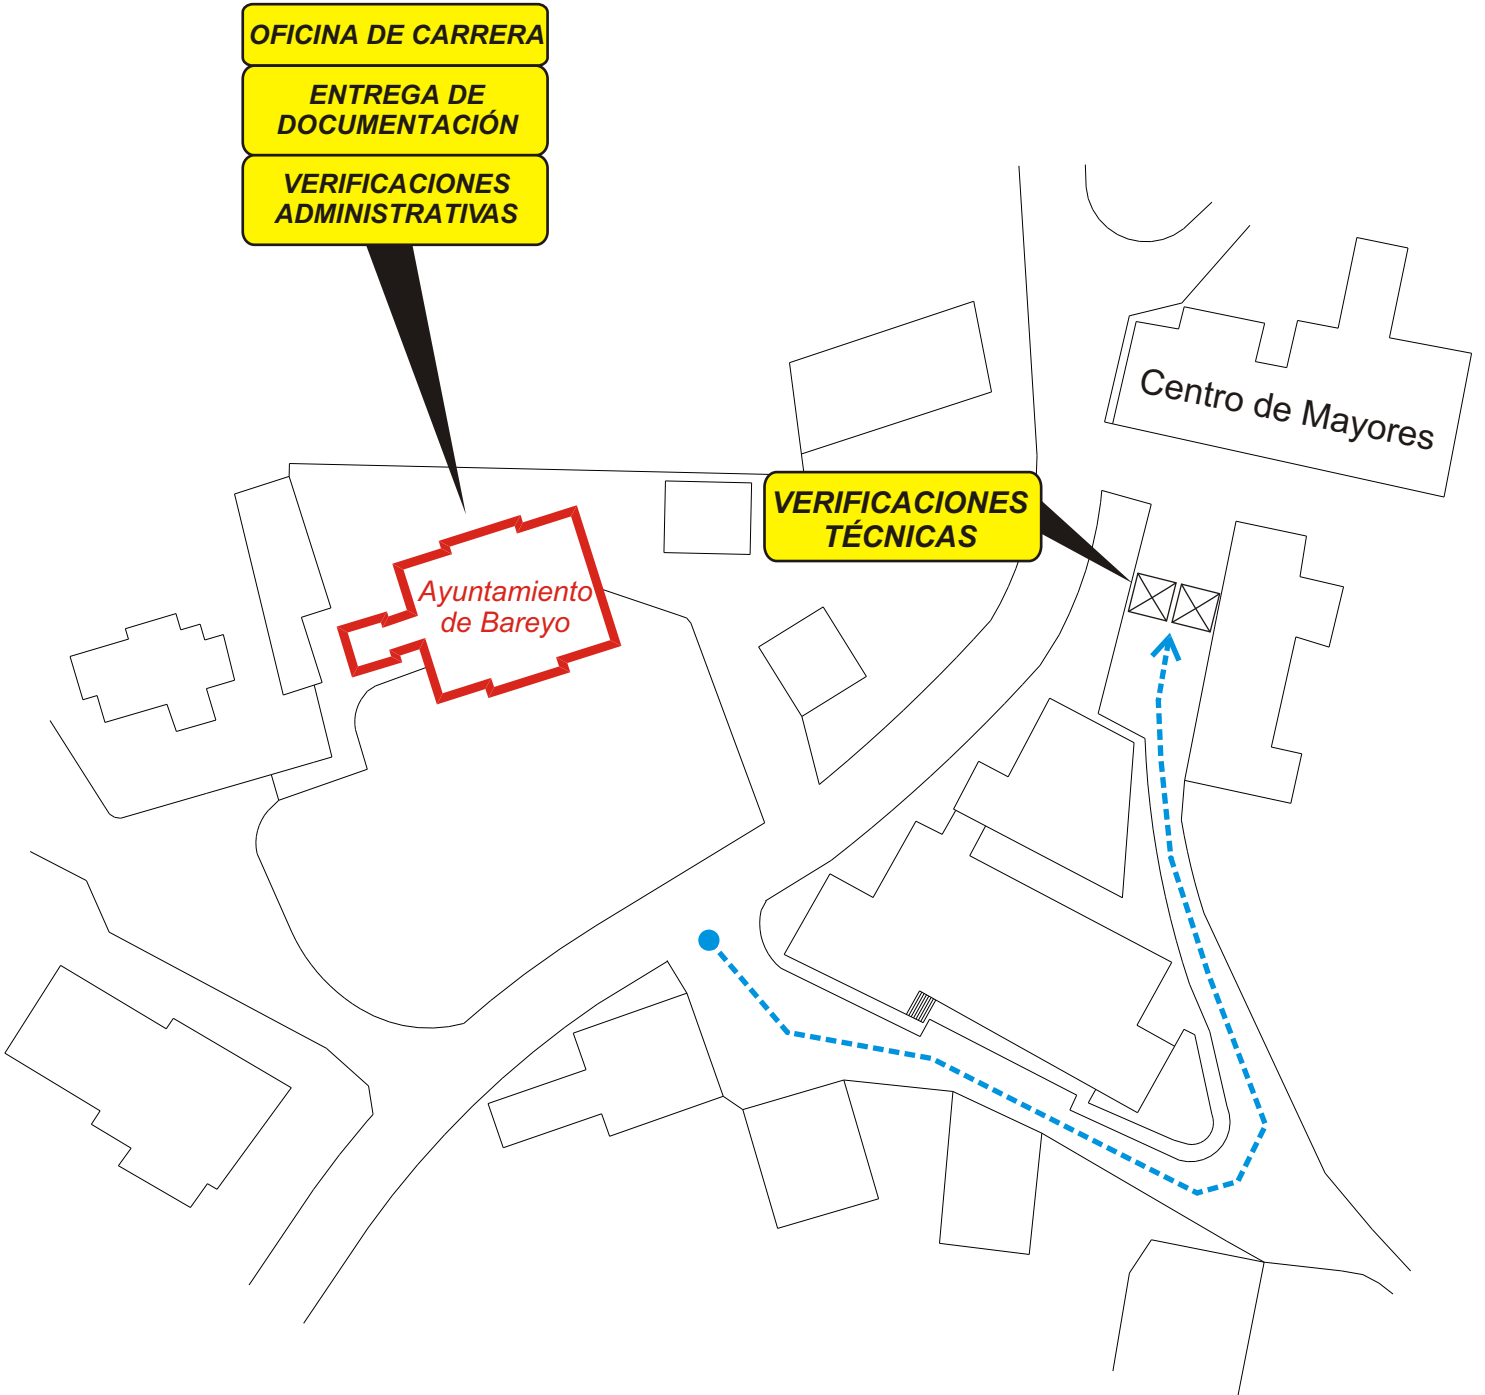 OFICINA DE CARRERA
ENTREGA DE
DOCUMENTACIÓN
VERIFICACIONES
ADMINISTRATIVAS
Centro de Mayores
VERIFICACIONES
TÉCNICAS
Ayuntamiento
de Bareyo